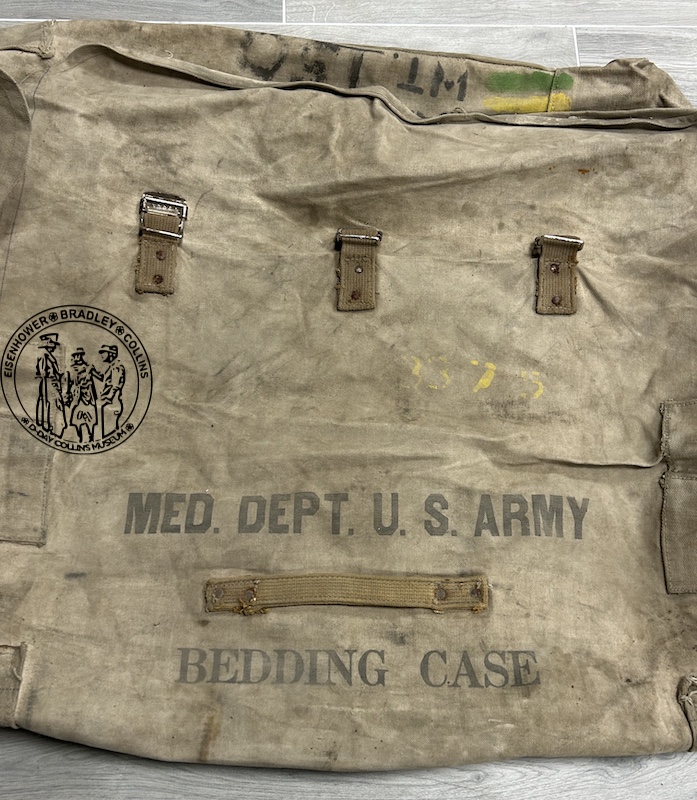 EISENHOWER ❀ BRADLEY ❀ COLLINS
❀ D-DAY COLLINS MUSEUM ❀
MED. DEPT. U. S. ARMY
BEDDING CASE